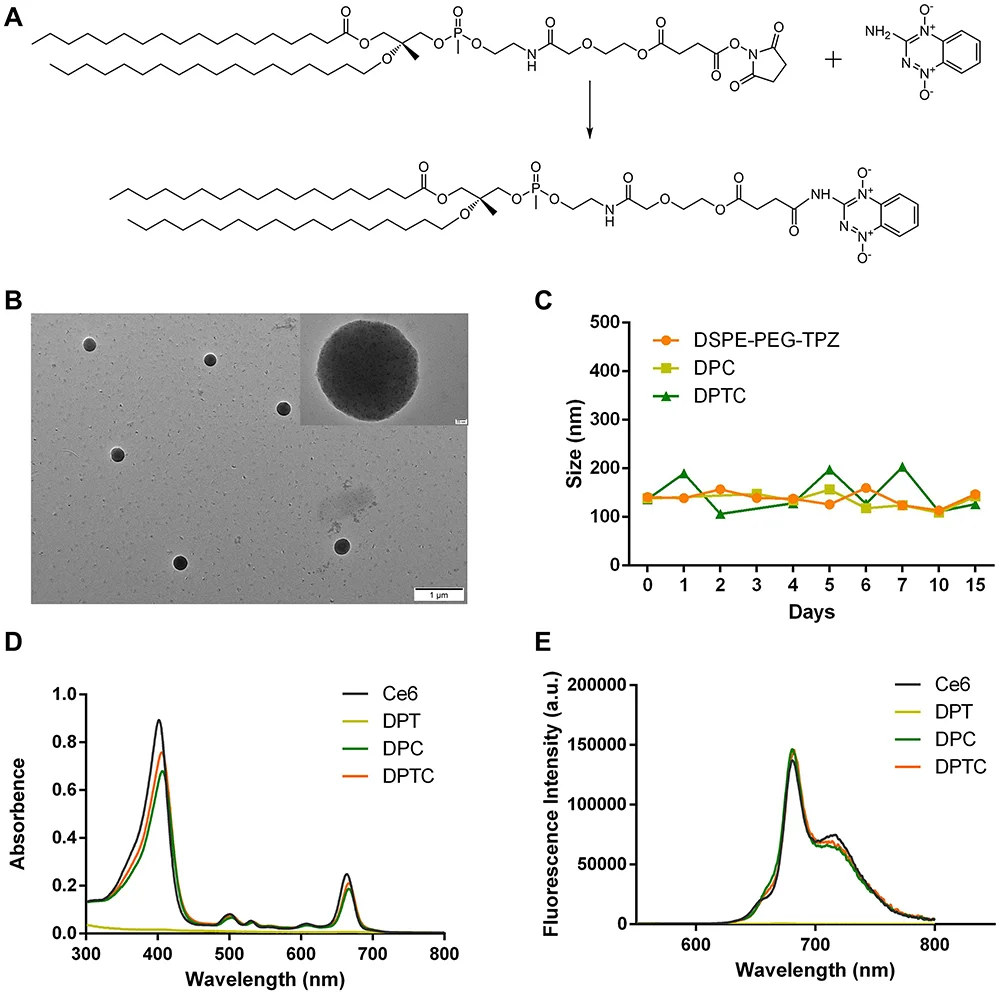 A
O
O
O
P
O
O
O
O
O
N
H
O
O
O
O
O
O
N
O
O
+
NH2
O-
N+
N
N+
O-
O
O
O
P
O
O
O
O
N
H
O
O
O
O
O
NH
O-
N+
N
N+
O-
B
1 µm
C
500
400
300
200
100
0
Size (nm)
DSPE-PEG-TPZ
DPC
DPTC
0 1 2 3 4 5 6 7 10 15
Days
D
1.0
0.8
0.6
0.4
0.2
0.0
Absorbence
Ce6
DPT
DPC
DPTC
300 400 500 600 700 800
Wavelength (nm)
E
200000
150000
100000
50000
0
Fluorescence Intensity (a.u.)
Ce6
DPT
DPC
DPTC
600 700 800
Wavelength (nm)